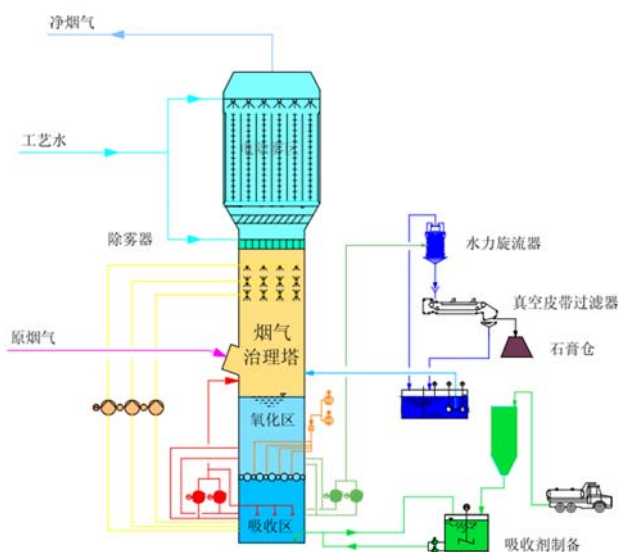 净烟气
工艺水
除雾器
水力旋流器
真空皮带过滤器
原烟气
烟气
治理塔
石膏仓
氧化区
吸收区
吸收剂制备